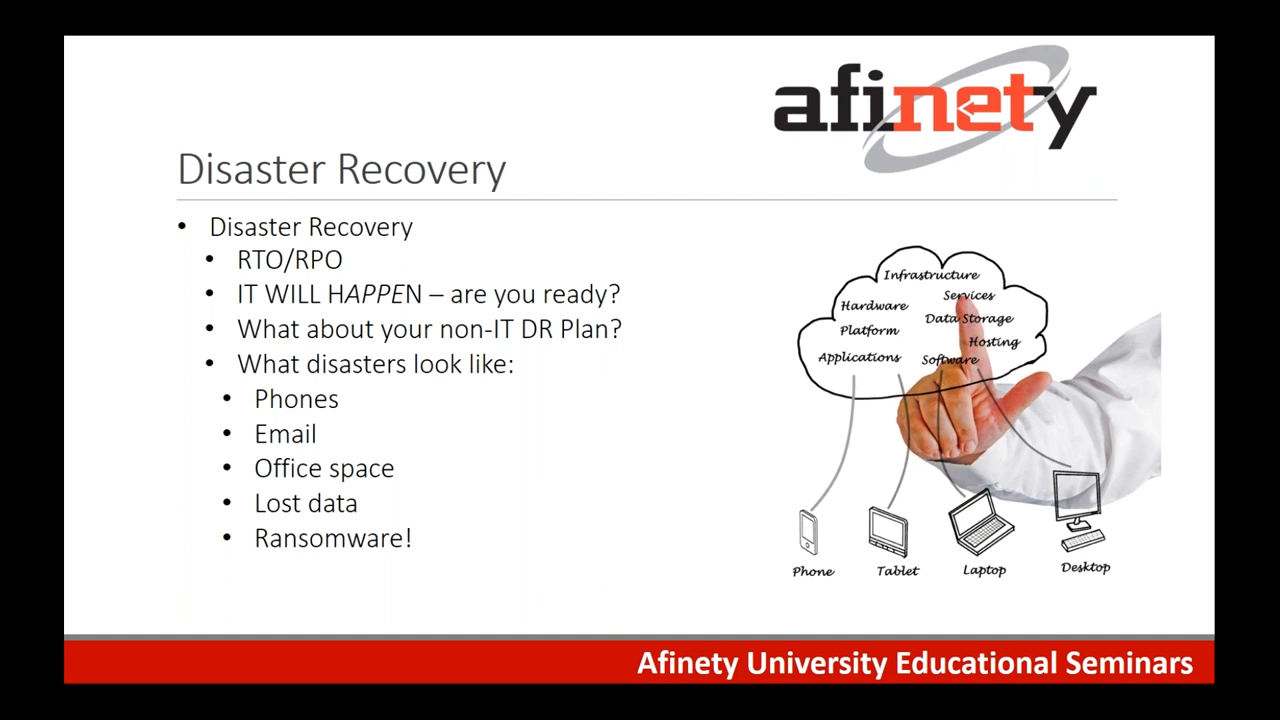 afinety
Disaster Recovery
• Disaster Recovery
• RTO/RPO
• IT WILL HAPPEN – are you ready?
• What about your non-IT DR Plan?
• What disasters look like:
• Phones
• Email
• Office space
• Lost data
• Ransomware!
Infrastructure
Services
Hardware
Data Storage
Platform
Hosting
Applications
Software
Phone
Tablet
Laptop
Desktop
Afinety University Educational Seminars